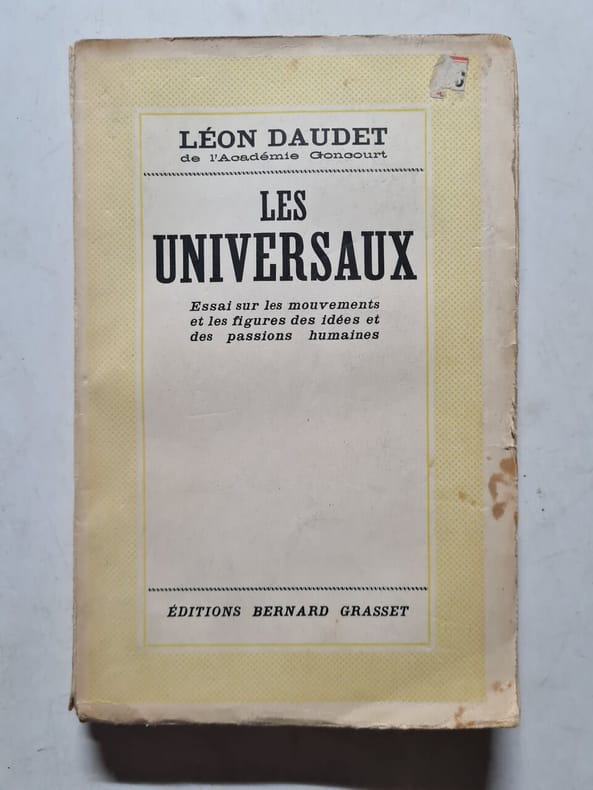 LÉON DAUDET
de l'Académie Goncourt
LES
UNIVERSAUX
Essai sur les mouvements
et les figures des idées et
des passions humaines
ÉDITIONS BERNARD GRASSET